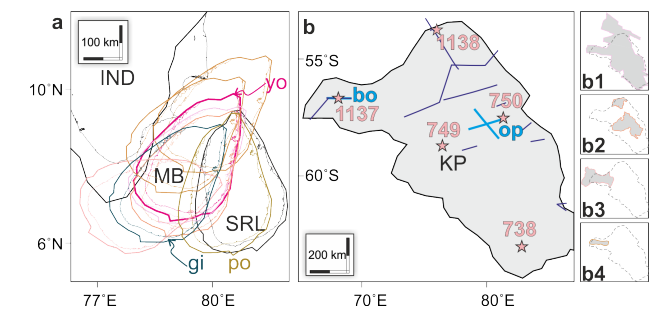 a
100 km
IND
yo
10°N
MB
SRL
6°N
gi
po
77°E
80°E
b
1138
55°S
bo
1137
750
op
749
KP
60°S
738
200 km
70°E
80°E
b1
b2
b3
b4